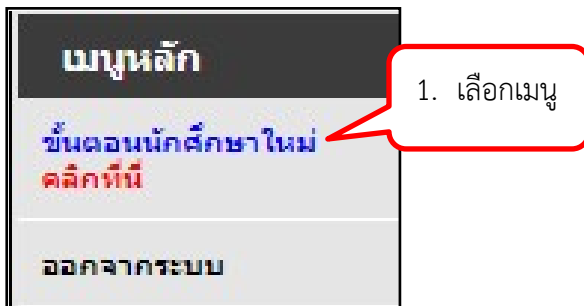 เมนูหลัก
1. เลือกเมนู
ขั้นตอนนักศึกษาใหม่
คลิกที่นี่
ออกจากระบบ